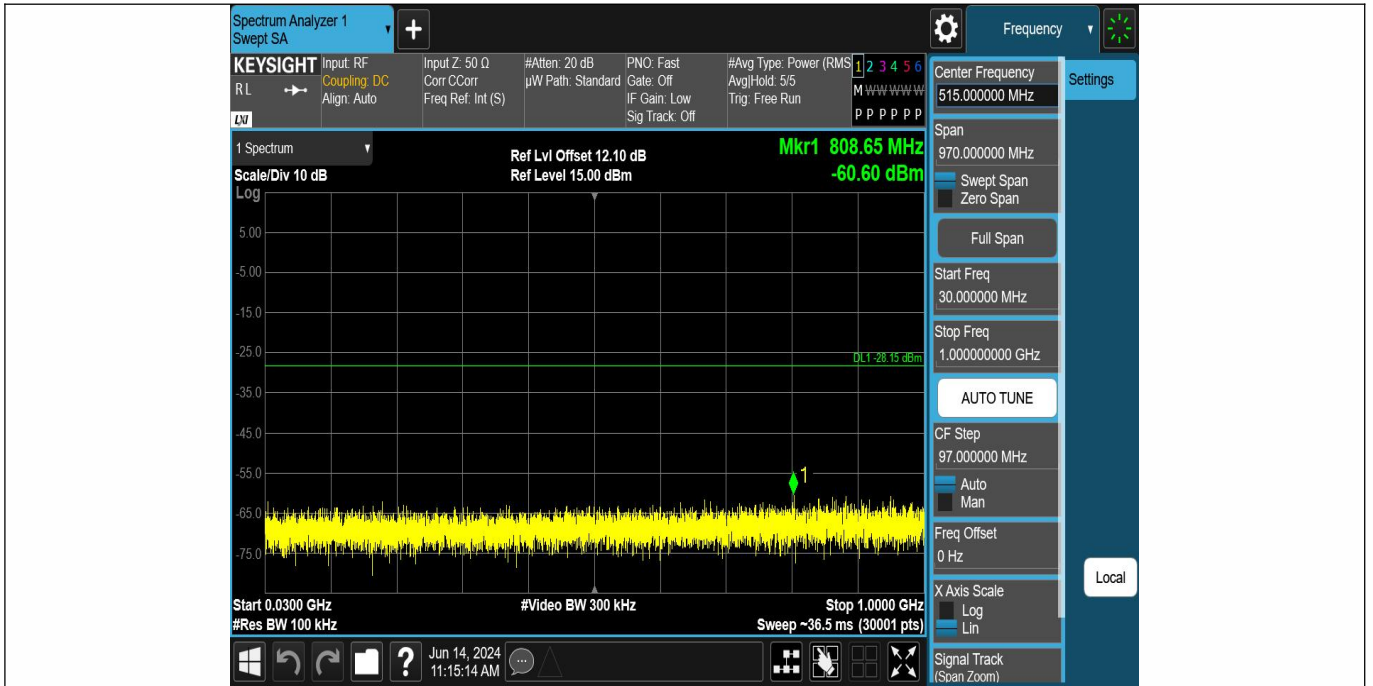 Spectrum Analyzer 1
Swept SA
+
Frequency
KEYSIGHT
RL
LXI
Input: RF
Coupling: DC
Align: Auto
Input Z: 50 Ω
Corr CCorr
Freq Ref: Int (S)
#Atten: 20 dB
µW Path: Standard
PNO: Fast
Gate: Off
IF Gain: Low
Sig Track: Off
#Avg Type: Power (RMS
Avg|Hold: 5/5
Trig: Free Run
1 2 3 4 5 6
M W W W W W
P P P P P P
1 Spectrum
Scale/Div 10 dB
Ref Lvl Offset 12.10 dB
Ref Level 15.00 dBm
Mkr1 808.65 MHz
-60.60 dBm
Log
5.00
-5.00
-15.0
-25.0
DL1 -28.15 dBm
-35.0
-45.0
-55.0
1
-65.0
-75.0
Start 0.0300 GHz
#Video BW 300 kHz
Stop 1.0000 GHz
#Res BW 100 kHz
Sweep ~36.5 ms (30001 pts)
?
Jun 14, 2024
11:15:14 AM
Center Frequency
515.000000 MHz
Settings
Span
970.000000 MHz
Swept Span
Zero Span
Full Span
Start Freq
30.000000 MHz
Stop Freq
1.000000000 GHz
AUTO TUNE
CF Step
97.000000 MHz
Auto
Man
Freq Offset
0 Hz
Local
X Axis Scale
Log
Lin
Signal Track
(Span Zoom)